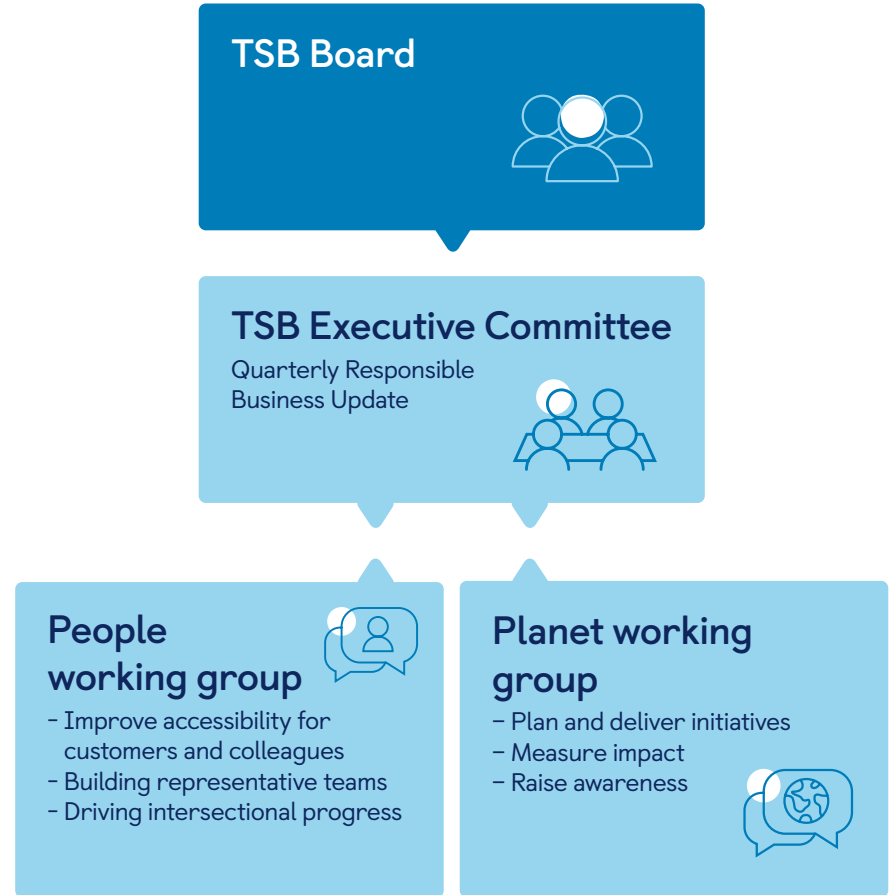 TSB Board
TSB Executive Committee
Quarterly Responsible
Business Update
People
working group
- Improve accessibility for
customers and colleagues
- Building representative teams
- Driving intersectional progress
Planet working
group
- Plan and deliver initiatives
- Measure impact
- Raise awareness